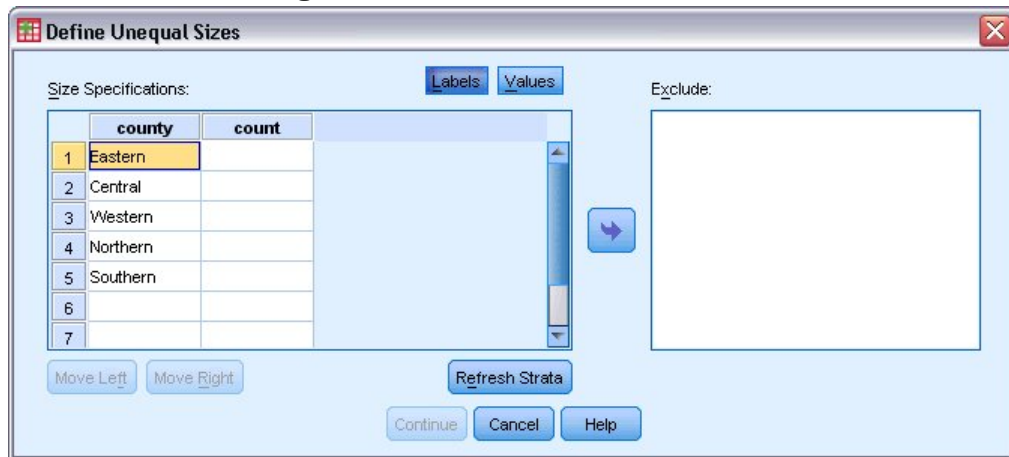 Define Unequal Sizes
Size Specifications:
Labels
Values
Exclude:
county count
1 Eastern
2 Central
3 Western
4 Northern
5 Southern
6
7
Move Left
Move Right
Refresh Strata
Continue
Cancel
Help